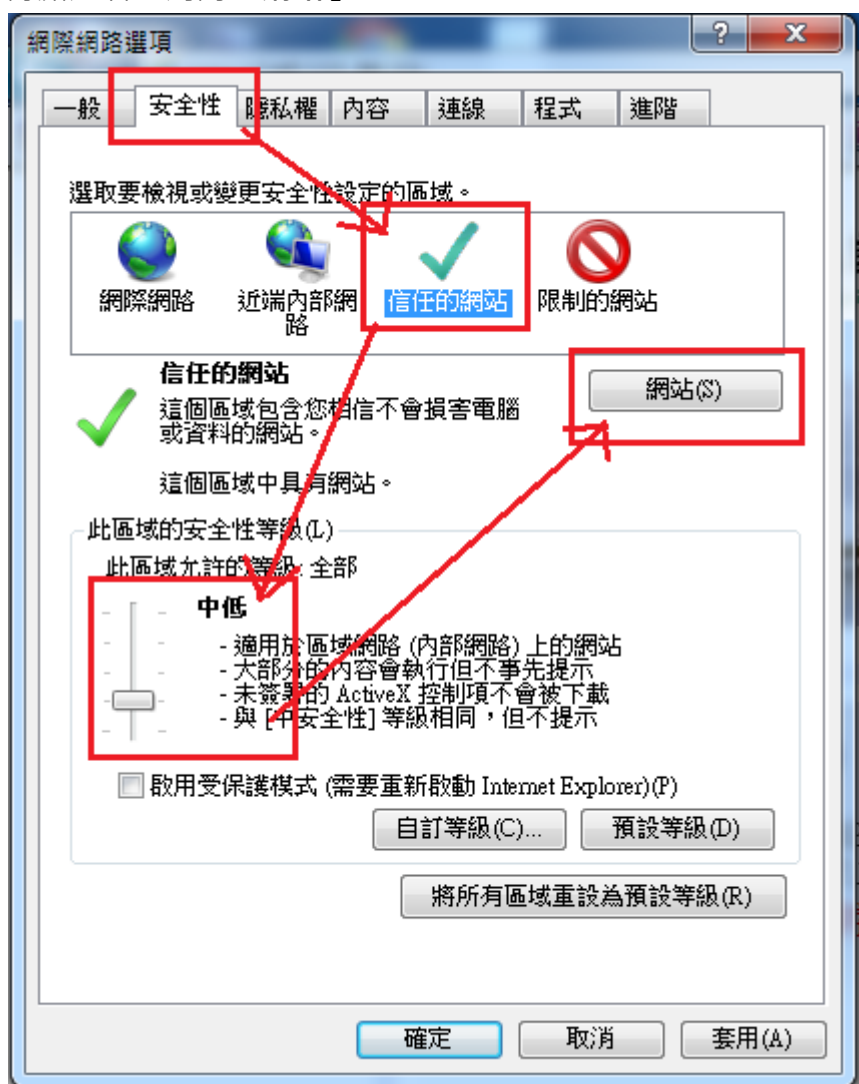 網際網路選項
一般 安全性 隱私權 內容 連線 程式 進階
選取要檢視或變更安全性設定的區域。
網際網路 近端內部網路 信任的網站 限制的網站
信任的網站
網站(S)
這個區域包含您相信不會損害電腦
或資料的網站。
這個區域中具有網站。
此區域的安全性等級(L)
此區域允許的等級: 全部
中低
- 適用於區域網路 (內部網路) 上的網站
- 大部分的內容會執行但不事先提示
- 未簽署的 ActiveX 控制項不會被下載
- 與 [中安全性] 等級相同，但不提示
啟用受保護模式 (需要重新啟動 Internet Explorer)(P)
自訂等級(C)... 預設等級(D)
將所有區域重設為預設等級(R)
確定 取消 套用(A)